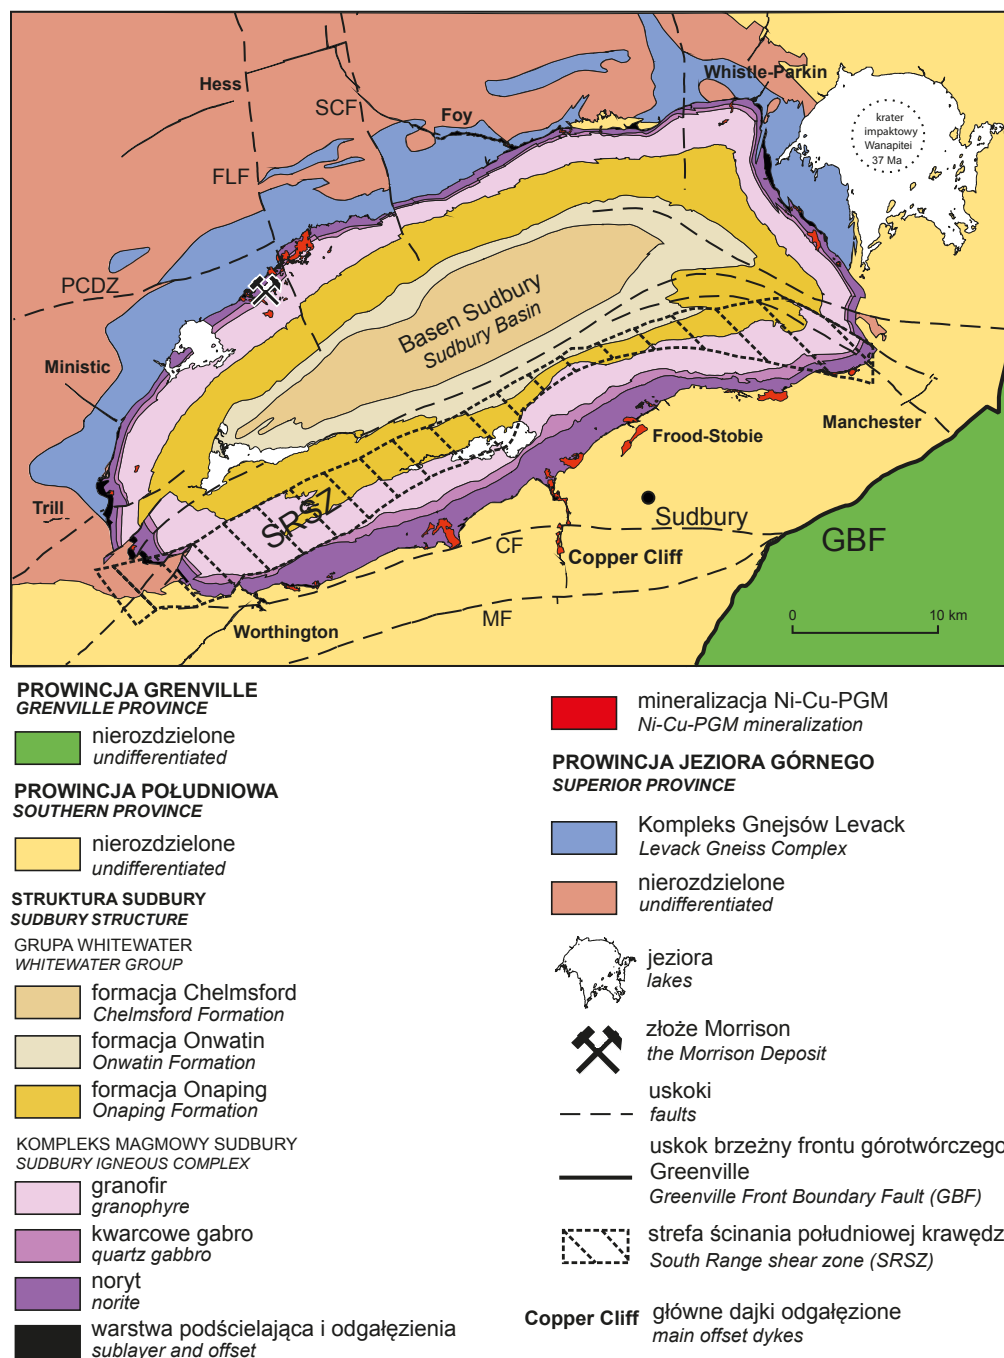 Hess
SCF
Foy
Whistle-Parkin
krater
impaktowy
Wanapitei
37 Ma
FLF
PCDZ
Basen Sudbury
Sudbury Basin
Ministic
Manchester
Frood-Stobie
Trill
SRSZ
Sudbury
GBF
CF
Copper Cliff
MF
Worthington
0 10 km
PROWINCJA GRENVILLE
GRENVILLE PROVINCE
nierozdzielone
undifferentiated
PROWINCJA POŁUDNIOWA
SOUTHERN PROVINCE
nierozdzielone
undifferentiated
STRUKTURA SUDBURY
SUDBURY STRUCTURE
GRUPA WHITEWATER
WHITEWATER GROUP
formacja Chelmsford
Chelmsford Formation
formacja Onwatin
Onwatin Formation
formacja Onaping
Onaping Formation
KOMPLEKS MAGMOWY SUDBURY
SUDBURY IGNEOUS COMPLEX
granofir
granophyre
kwarcowe gabro
quartz gabbro
noryt
norite
warstwa podścielająca i odgałęzienia
sublayer and offset
mineralizacja Ni-Cu-PGM
Ni-Cu-PGM mineralization
PROWINCJA JEZIORA GÓRNEGO
SUPERIOR PROVINCE
Kompleks Gnejsów Levack
Levack Gneiss Complex
nierozdzielone
undifferentiated
jeziora
lakes
złoże Morrison
the Morrison Deposit
uskoki
faults
uskok brzeżny frontu górotwórczego
Greenville
Greenville Front Boundary Fault (GBF)
strefa ścinania południowej krawędz
South Range shear zone (SRSZ)
Copper Cliff główne dajki odgałęzione
main offset dykes